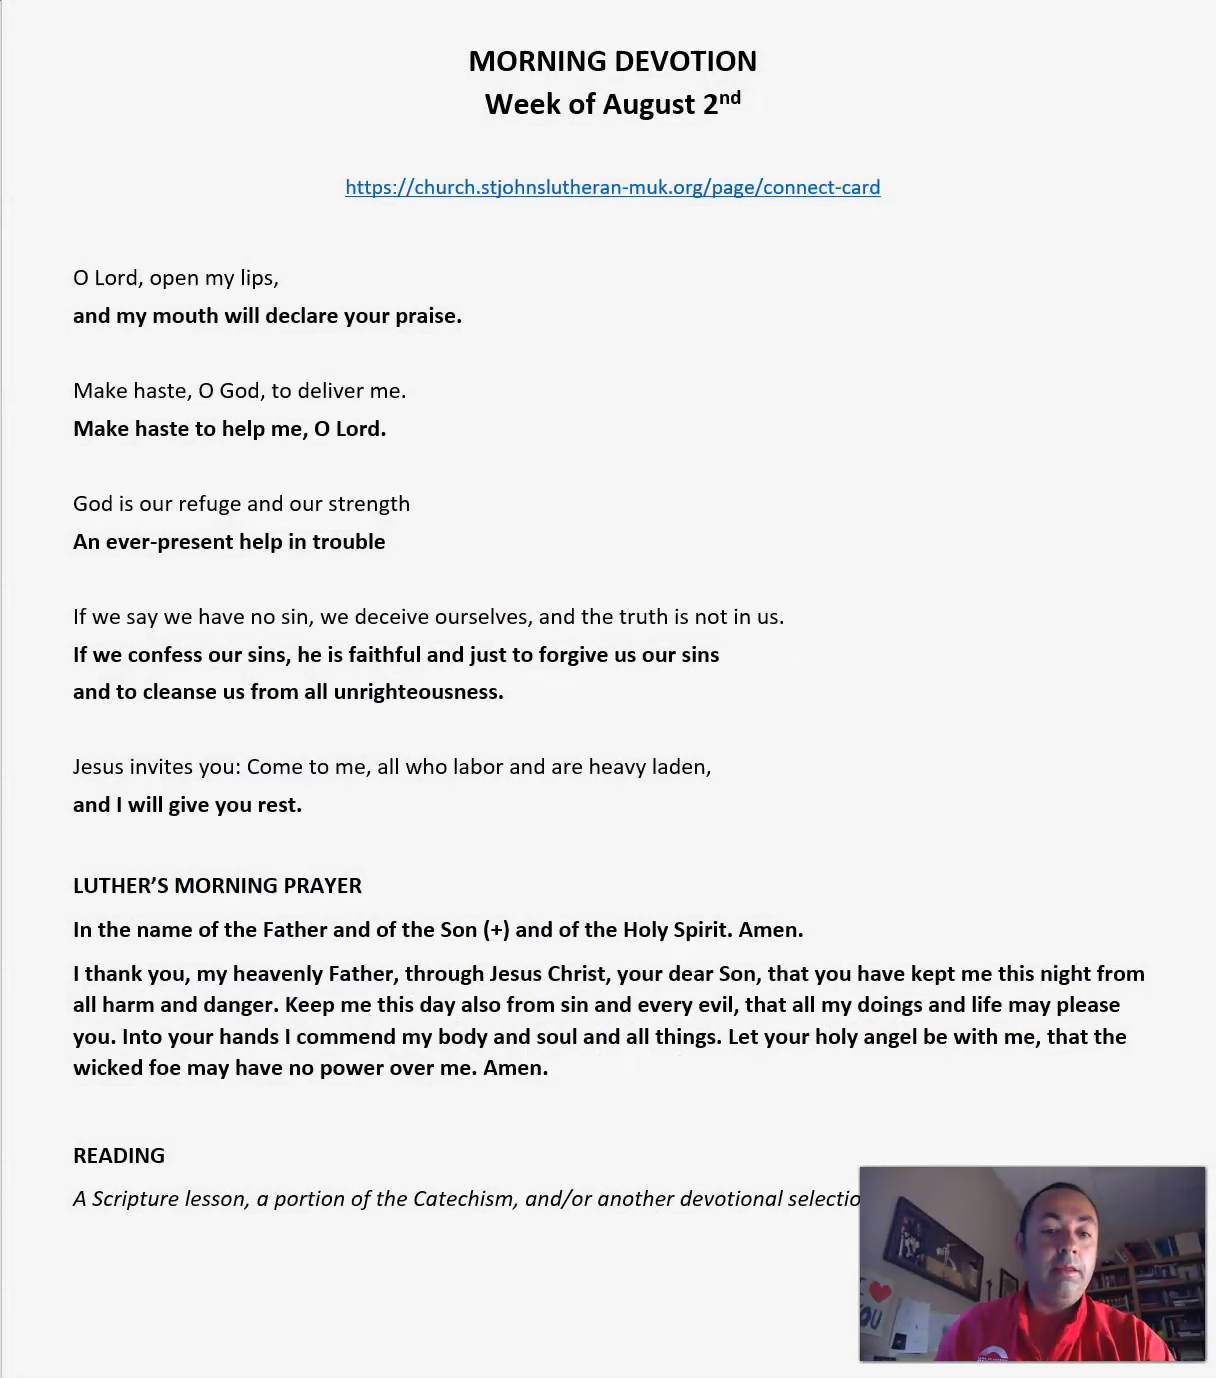 MORNING DEVOTION
Week of August 2nd
https://church.stjohnslutheran-muk.org/page/connect-card
O Lord, open my lips,
and my mouth will declare your praise.
Make haste, O God, to deliver me.
Make haste to help me, O Lord.
God is our refuge and our strength
An ever-present help in trouble
If we say we have no sin, we deceive ourselves, and the truth is not in us.
If we confess our sins, he is faithful and just to forgive us our sins
and to cleanse us from all unrighteousness.
Jesus invites you: Come to me, all who labor and are heavy laden,
and I will give you rest.
LUTHER’S MORNING PRAYER
In the name of the Father and of the Son (+) and of the Holy Spirit. Amen.
I thank you, my heavenly Father, through Jesus Christ, your dear Son, that you have kept me this night from
all harm and danger. Keep me this day also from sin and every evil, that all my doings and life may please
you. Into your hands I commend my body and soul and all things. Let your holy angel be with me, that the
wicked foe may have no power over me. Amen.
READING
A Scripture lesson, a portion of the Catechism, and/or another devotional selectio